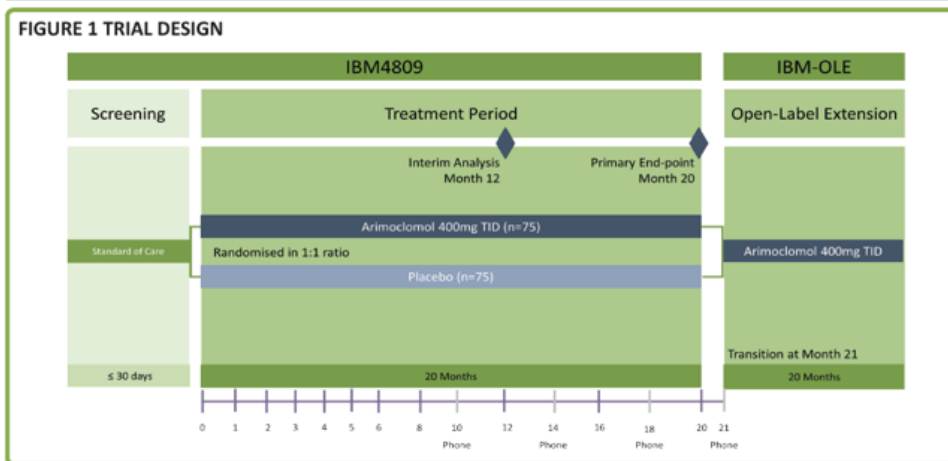 FIGURE 1 TRIAL DESIGN
IBM4809
IBM-OLE
Screening
Treatment Period
Open-Label Extension
Interim Analysis
Month 12
Primary End-point
Month 20
Arimoclomol 400mg TID (n=75)
Standard of Care
Randomised in 1:1 ratio
Arimoclomol 400mg TID
Placebo (n=75)
Transition at Month 21
≤ 30 days
20 Months
20 Months
0 1 2 3 4 5 6 8 10 12 14 16 18 20 21
Phone Phone Phone Phone